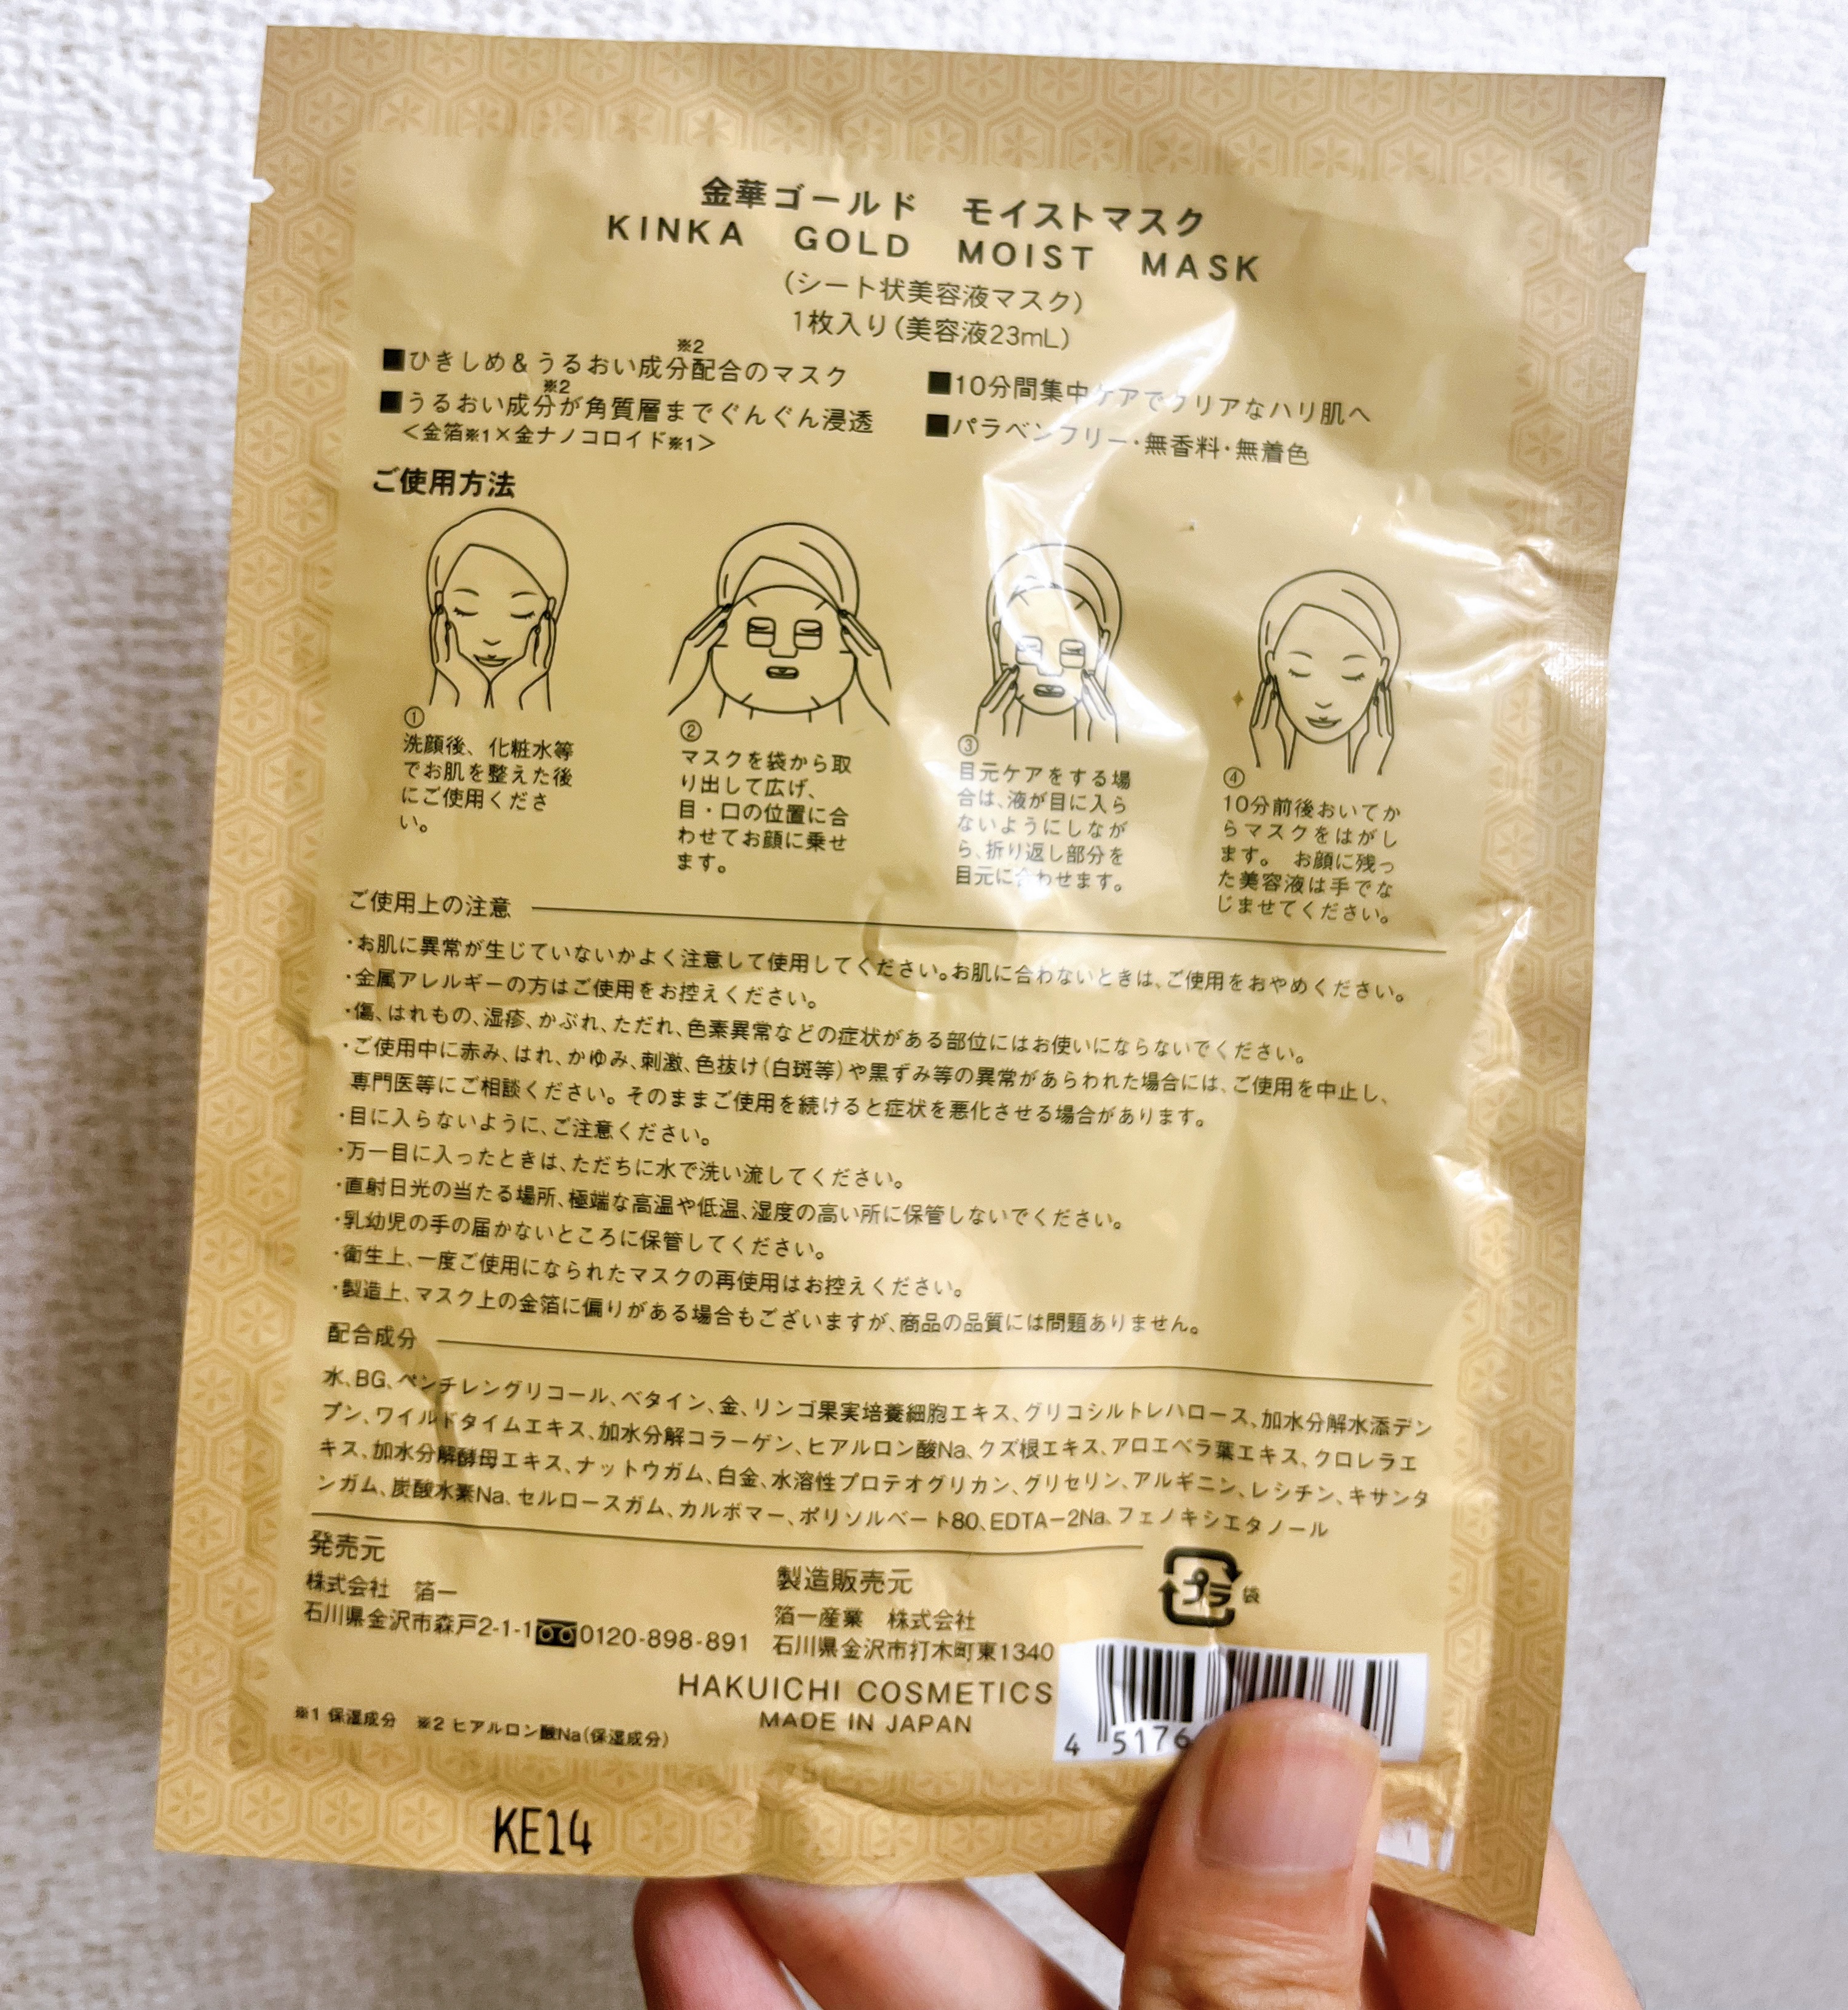 金華ゴールド　モイストマスク
KINKA GOLD MOIST MASK
(シート状美容液マスク)
1枚入り(美容液23mL)
※2
■ひきしめ&うるおい成分配合のマスク
※2
■うるおい成分が角質層までぐんぐん浸透
<金箔※1×金ナノコロイド※1>
■10分間集中ケアでクリアなハリ肌へ
■パラベンフリー・無香料・無着色
ご使用方法
①
洗顔後、化粧水等
でお肌を整えた後
にご使用くださ
い。
②
マスクを袋から取
り出して広げ、
目・口の位置に合
わせてお顔に乗せ
ます。
③
目元ケアをする場
合は、液が目に入ら
ないようにしなが
ら、折り返し部分を
目元に合わせます。
④
10分前後おいてか
らマスクをはがし
ます。 お顔に残っ
た美容液は手でな
じませてください。
ご使用上の注意
・お肌に異常が生じていないかよく注意して使用してください。お肌に合わないときは、ご使用をおやめください。
・金属アレルギーの方はご使用をお控えください。
・傷、はれもの、湿疹、かぶれ、ただれ、色素異常などの症状がある部位にはお使いにならないでください。
・ご使用中に赤み、はれ、かゆみ、刺激、色抜け(白斑等)や黒ずみ等の異常があらわれた場合には、ご使用を中止し、
専門医等にご相談ください。そのままご使用を続けると症状を悪化させる場合があります。
・目に入らないように、ご注意ください。
・万一目に入ったときは、ただちに水で洗い流してください。
・直射日光の当たる場所、極端な高温や低温、湿度の高い所に保管しないでください。
・乳幼児の手の届かないところに保管してください。
・衛生上、一度ご使用になられたマスクの再使用はお控えください。
・製造上、マスク上の金箔に偏りがある場合もございますが、商品の品質には問題ありません。
配合成分
水、BG、ペンチレングリコール、ベタイン、金、リンゴ果実培養細胞エキス、グリコシルトレハロース、加水分解水添デン
プン、ワイルドタイムエキス、加水分解コラーゲン、ヒアルロン酸Na、クズ根エキス、アロエベラ葉エキス、クロレラエ
キス、加水分解酵母エキス、ナットウガム、白金、水溶性プロテオグリカン、グリセリン、アルギニン、レシチン、キサンタ
ンガム、炭酸水素Na、セルロースガム、カルボマー、ポリソルベート80、EDTA-2Na、フェノキシエタノール
発売元
株式会社　箔一
石川県金沢市森戸2-1-1 0120-898-891
製造販売元
箔一産業　株式会社
石川県金沢市打木町東1340
プラ 袋
HAKUICHI COSMETICS
MADE IN JAPAN
※1 保湿成分　※2 ヒアルロン酸Na(保湿成分)
4 5176
KE14